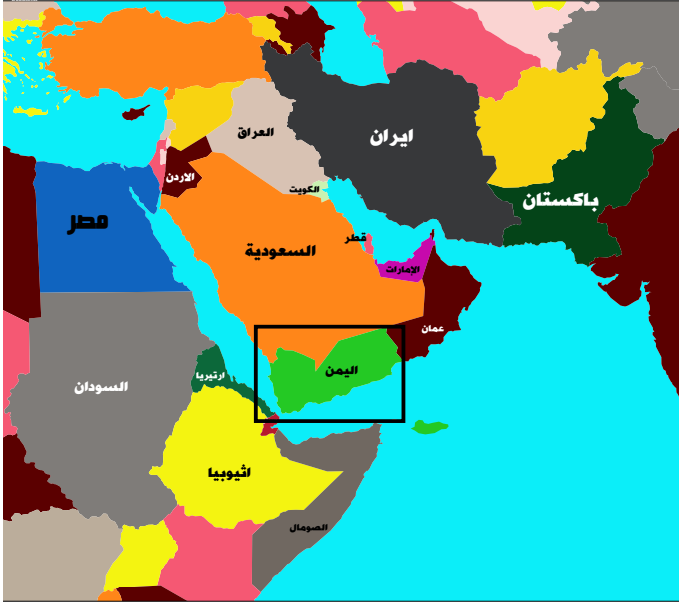 العراق
ايران
الاردن
الكويت
باكستان
مصر
قطر
السعودية
الإمارات
عمان
السودان
ارتيريا
اليمن
اثيوبيا
الصومال